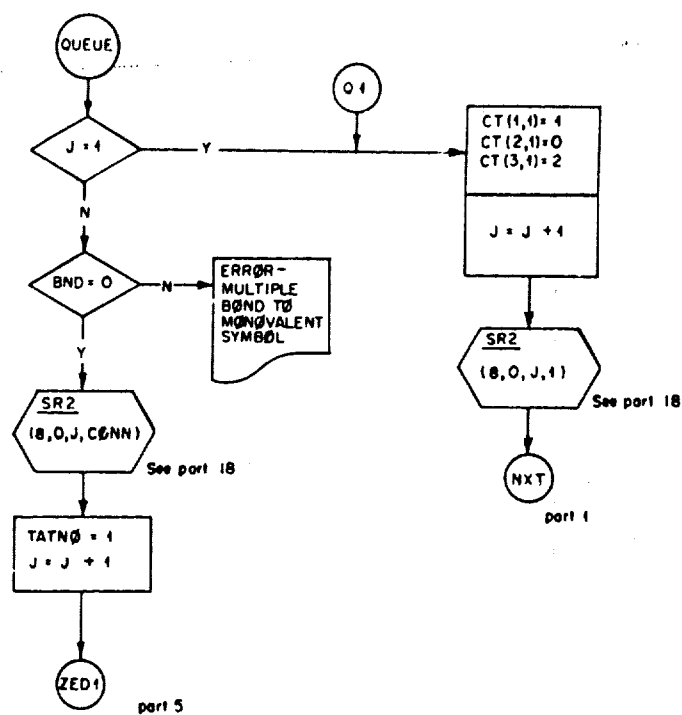 QUEUE
J = 1
Y
N
BND = 0
N
ERRØR-
MULTIPLE
BØND TØ
MØNØVALENT
SYMBØL
Y
SR2
(8,0,J,CØNN)
See part 18
TATNØ = 1
J = J + 1
ZED1
part 5
Q1
CT(1,1)= 1
CT(2,1)=0
CT(3,1)=2
J = J + 1
SR2
(8,0,J,1)
See part 18
NXT
part 1